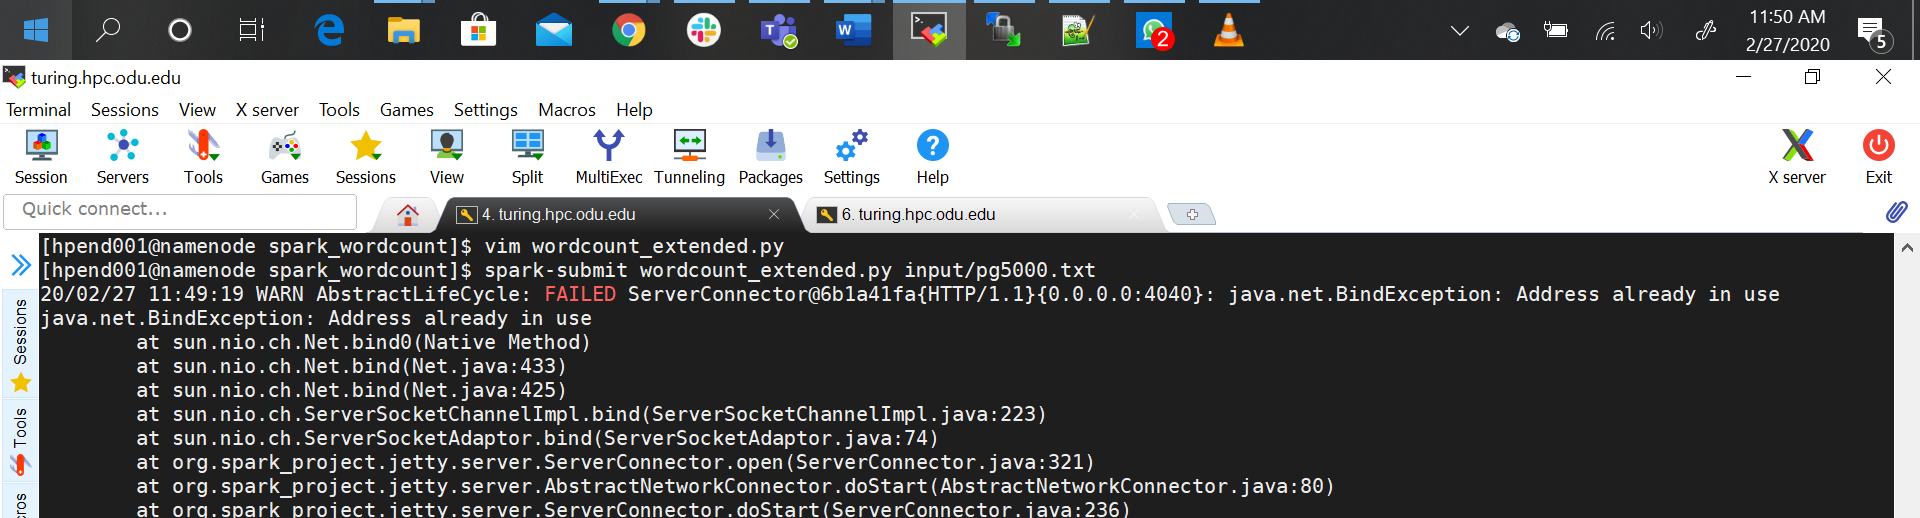 11:50 AM
2/27/2020
2
5
turing.hpc.odu.edu
Terminal Sessions View X server Tools Games Settings Macros Help
Session Servers Tools Games Sessions View Split MultiExec Tunneling Packages Settings Help X server Exit
Quick connect...
4. turing.hpc.odu.edu
6. turing.hpc.odu.edu
[hpend001@namenode spark_wordcount]$ vim wordcount_extended.py
[hpend001@namenode spark_wordcount]$ spark-submit wordcount_extended.py input/pg5000.txt
20/02/27 11:49:19 WARN AbstractLifeCycle: FAILED ServerConnector@6b1a41fa{HTTP/1.1}{0.0.0.0:4040}: java.net.BindException: Address already in use
java.net.BindException: Address already in use
at sun.nio.ch.Net.bind0(Native Method)
at sun.nio.ch.Net.bind(Net.java:433)
at sun.nio.ch.Net.bind(Net.java:425)
at sun.nio.ch.ServerSocketChannelImpl.bind(ServerSocketChannelImpl.java:223)
at sun.nio.ch.ServerSocketAdaptor.bind(ServerSocketAdaptor.java:74)
at org.spark_project.jetty.server.ServerConnector.open(ServerConnector.java:321)
at org.spark_project.jetty.server.AbstractNetworkConnector.doStart(AbstractNetworkConnector.java:80)
at org.spark_project.jetty.server.ServerConnector.doStart(ServerConnector.java:236)
Sessions
Tools